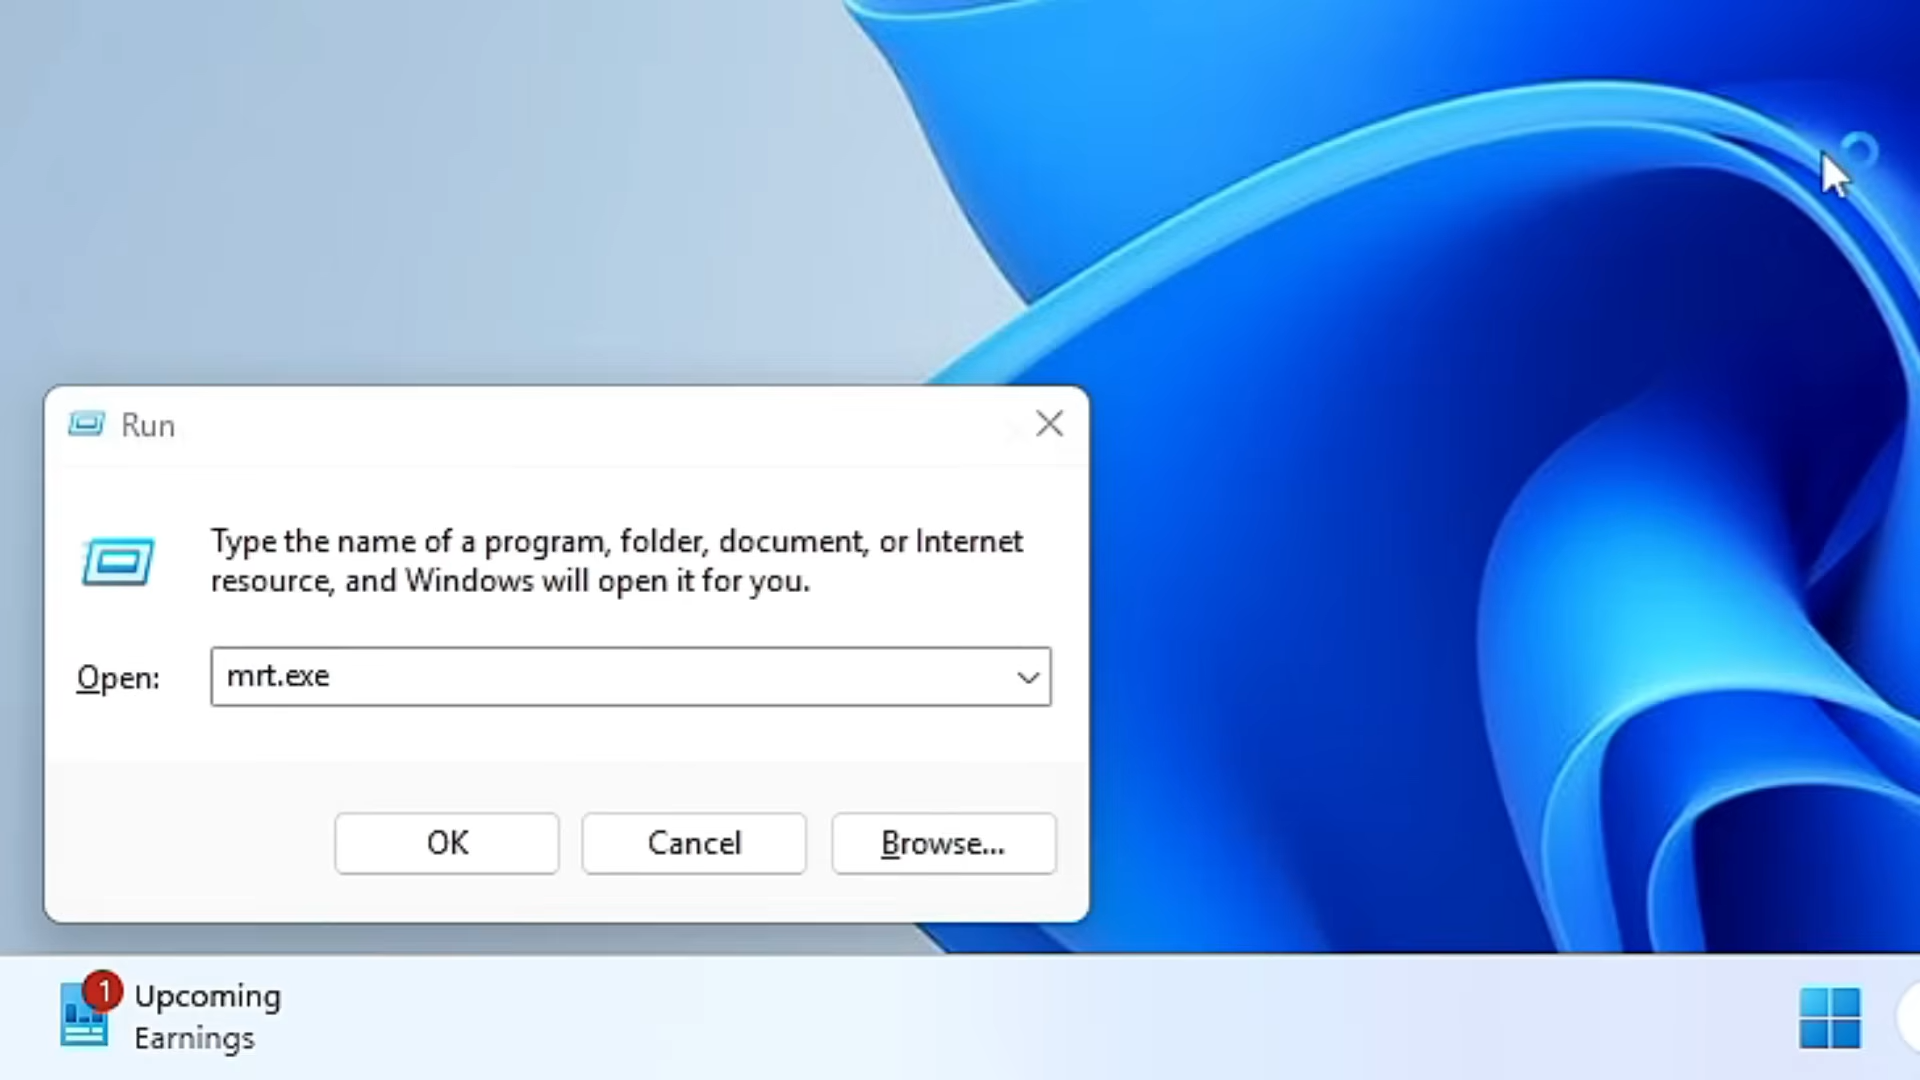 Run
Type the name of a program, folder, document, or Internet
resource, and Windows will open it for you.
Open:
mrt.exe
OK
Cancel
Browse...
1
Upcoming
Earnings